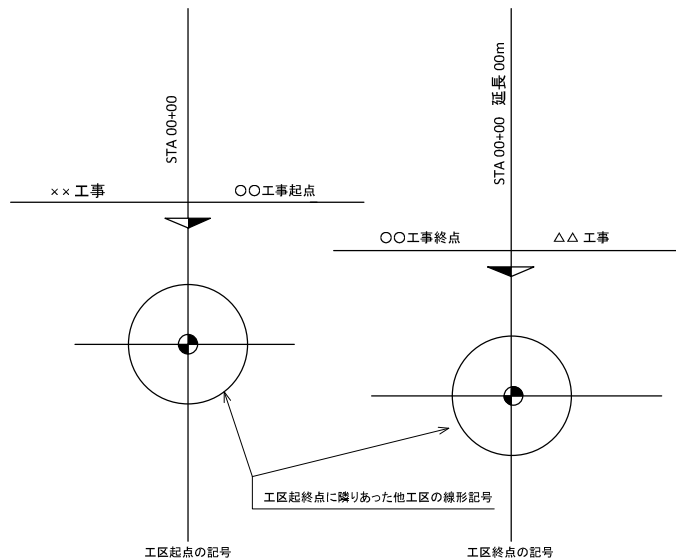 STA 00+00
××工事
○○工事起点
STA 00+00 延長 00m
○○工事終点
△△ 工事
工区起終点に隣りあった他工区の線形記号
工区起点の記号
工区終点の記号